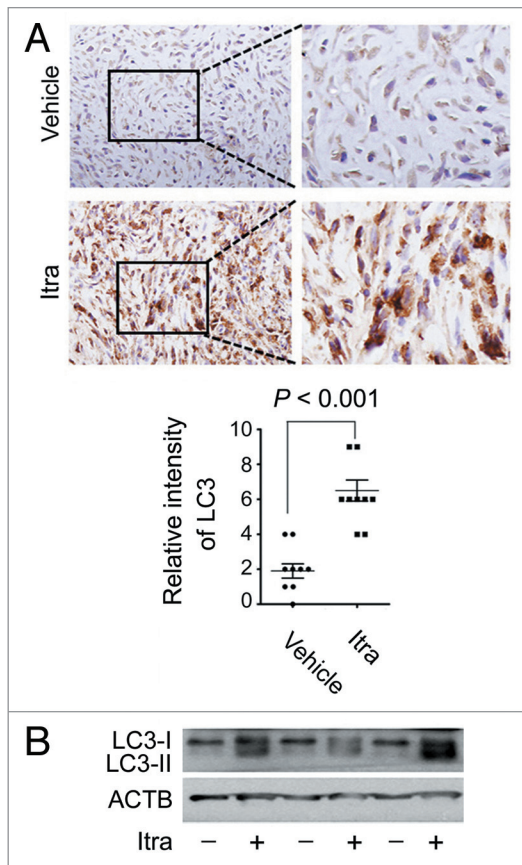 A
Vehicle
Itra
P < 0.001
Relative intensity
of LC3
10
8
6
4
2
0
Vehicle
Itra
B
LC3-I
LC3-II
ACTB
Itra – + – + – +